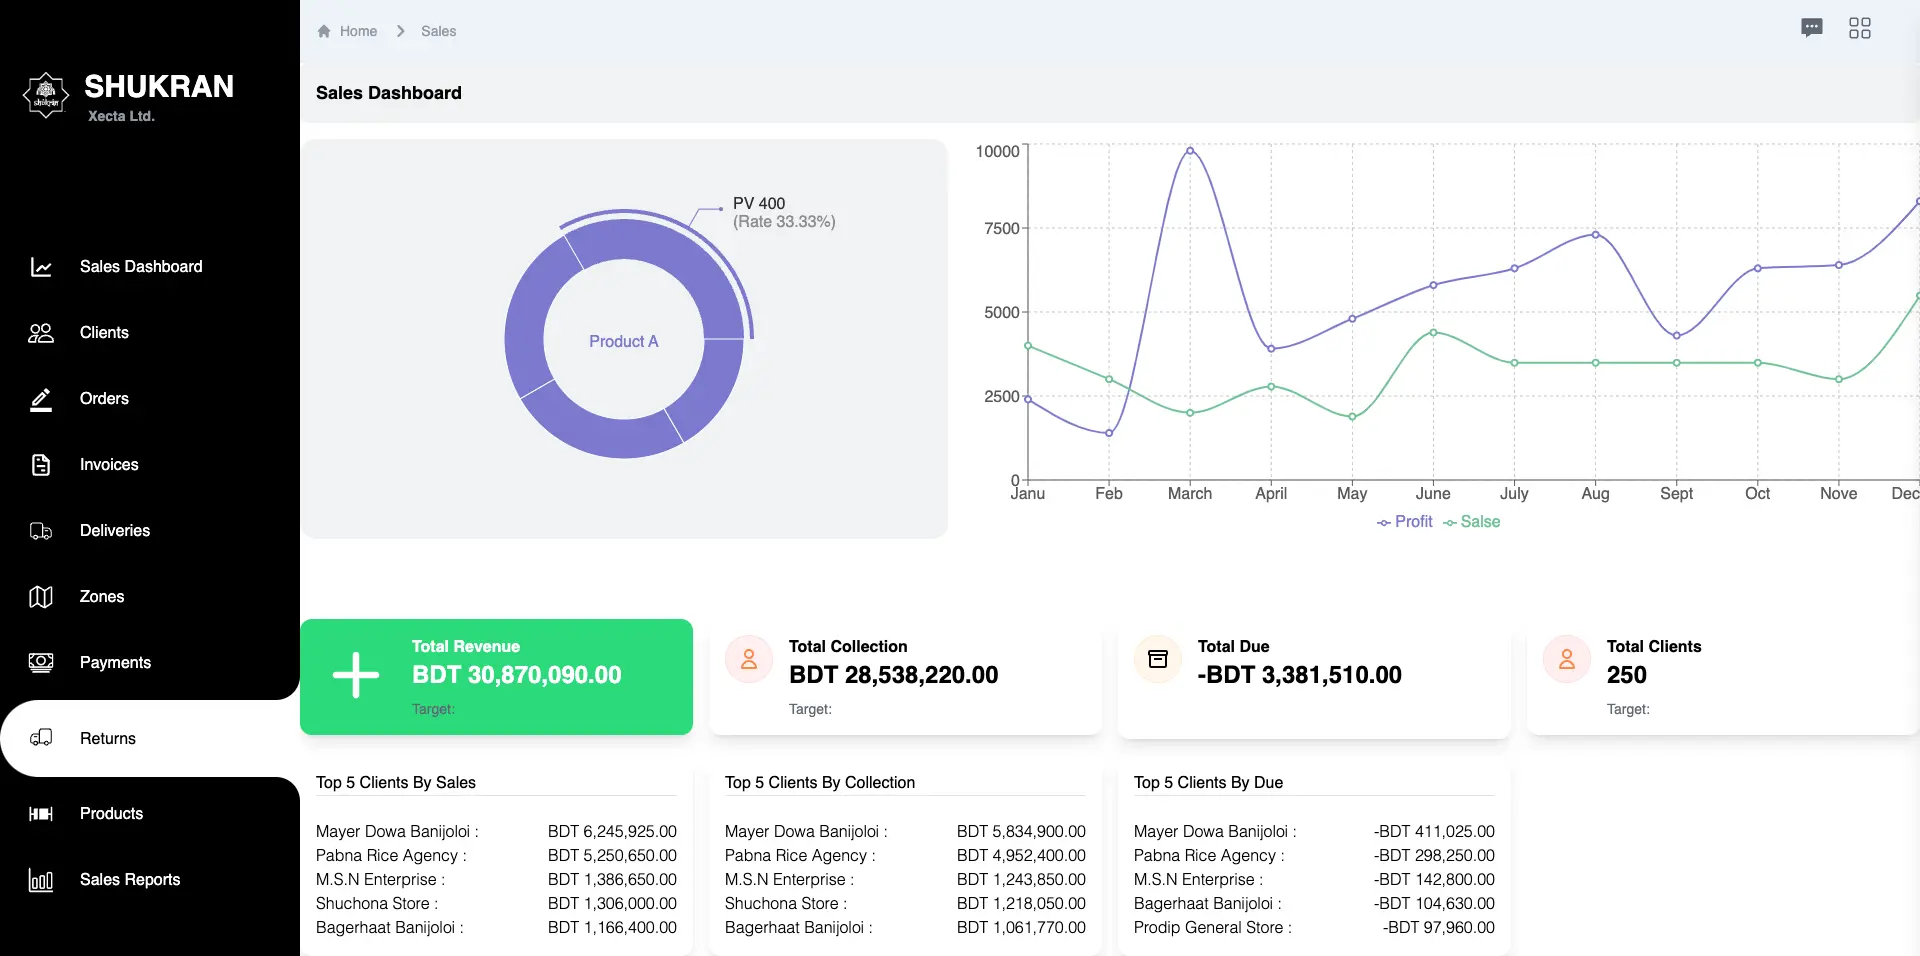 SHUKRAN
Xecta Ltd.
shukran
Sales Dashboard
Clients
Orders
Invoices
Deliveries
Zones
Payments
Returns
Products
Sales Reports
Home
Sales
Sales Dashboard
PV 400
(Rate 33.33%)
Product A
10000
7500
5000
2500
0
Janu Feb March April May June July Aug Sept Oct Nove Dec
Profit Salse
Total Revenue
BDT 30,870,090.00
Target:
Total Collection
BDT 28,538,220.00
Target:
Total Due
-BDT 3,381,510.00
Total Clients
250
Target:
Top 5 Clients By Sales
Mayer Dowa Banijoloi : BDT 6,245,925.00
Pabna Rice Agency : BDT 5,250,650.00
M.S.N Enterprise : BDT 1,386,650.00
Shuchona Store : BDT 1,306,000.00
Bagerhaat Banijoloi : BDT 1,166,400.00
Top 5 Clients By Collection
Mayer Dowa Banijoloi : BDT 5,834,900.00
Pabna Rice Agency : BDT 4,952,400.00
M.S.N Enterprise : BDT 1,243,850.00
Shuchona Store : BDT 1,218,050.00
Bagerhaat Banijoloi : BDT 1,061,770.00
Top 5 Clients By Due
Mayer Dowa Banijoloi : -BDT 411,025.00
Pabna Rice Agency : -BDT 298,250.00
M.S.N Enterprise : -BDT 142,800.00
Bagerhaat Banijoloi : -BDT 104,630.00
Prodip General Store : -BDT 97,960.00